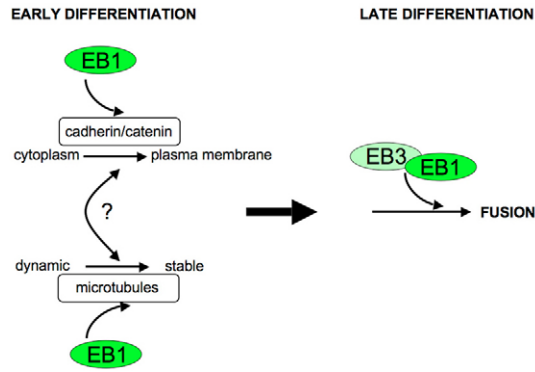 EARLY DIFFERENTIATION
EB1
cadherin/catenin
cytoplasm
plasma membrane
?
dynamic
stable
microtubules
EB1
LATE DIFFERENTIATION
EB3
EB1
FUSION